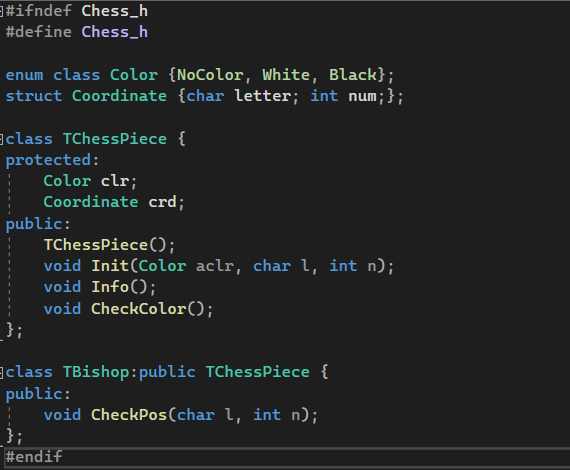 #ifndef Chess_h
#define Chess_h
enum class Color {NoColor, White, Black};
struct Coordinate {char letter; int num;};
class TChessPiece {
protected:
    Color clr;
    Coordinate crd;
public:
    TChessPiece();
    void Init(Color aclr, char l, int n);
    void Info();
    void CheckColor();
};
class TBishop:public TChessPiece {
public:
    void CheckPos(char l, int n);
};
#endif